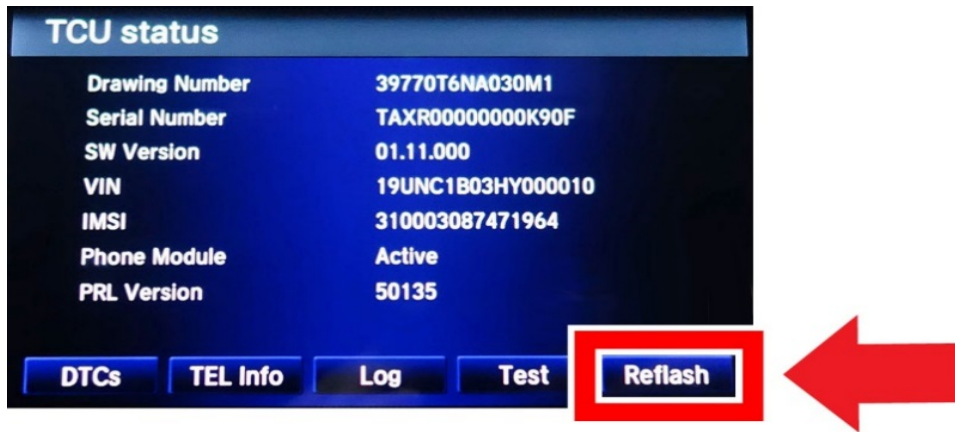 TCU status
Drawing Number 39770T6NA030M1
Serial Number TAXR00000000K90F
SW Version 01.11.000
VIN 19UNC1B03HY000010
IMSI 310003087471964
Phone Module Active
PRL Version 50135
DTCs TEL Info Log Test Reflash